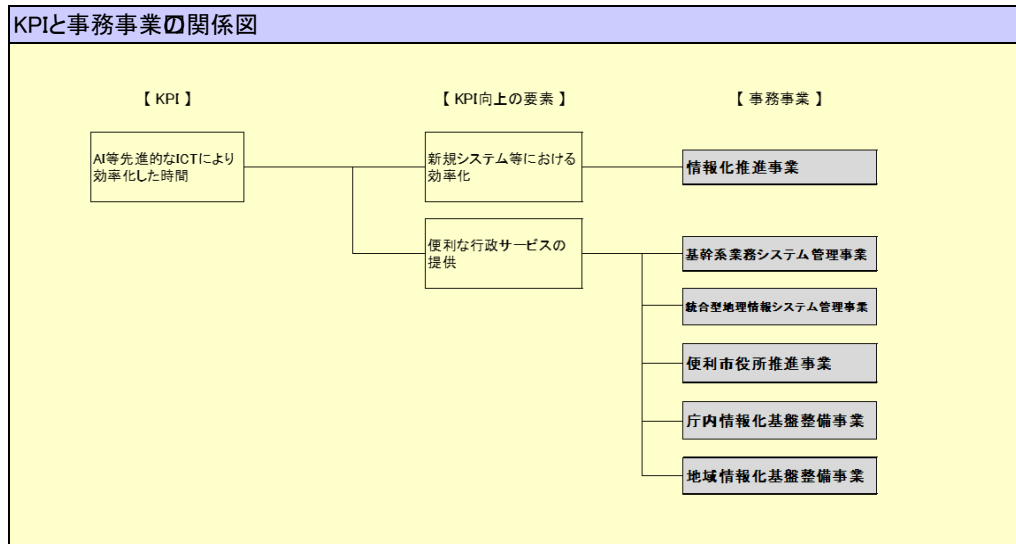 KPIと事務事業の関係図
【 KPI 】
【 KPI向上の要素 】
【 事務事業 】
AI等先進的なICTにより
効率化した時間
新規システム等における
効率化
情報化推進事業
便利な行政サービスの
提供
基幹系業務システム管理事業
統合型地理情報システム管理事業
便利市役所推進事業
庁内情報化基盤整備事業
地域情報化基盤整備事業